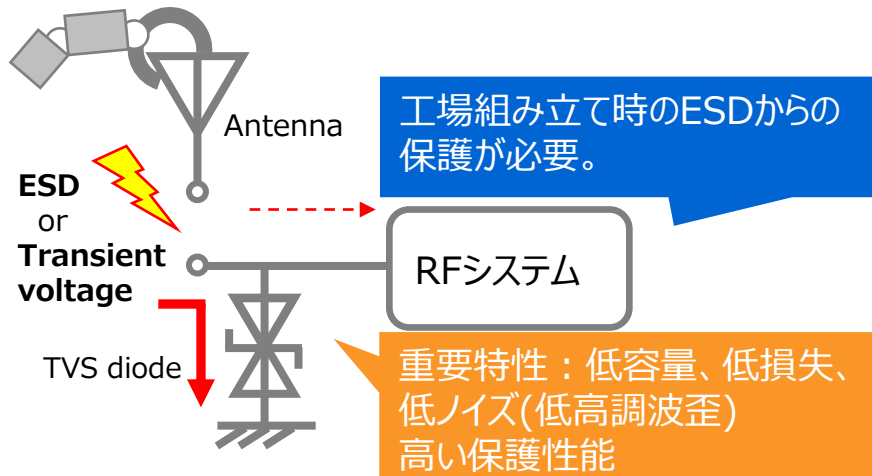 Antenna
工場組み立て時のESDからの
保護が必要。
ESD
or
Transient
voltage
RFシステム
TVS diode
重要特性：低容量、低損失、
低ノイズ(低高調波歪)
高い保護性能